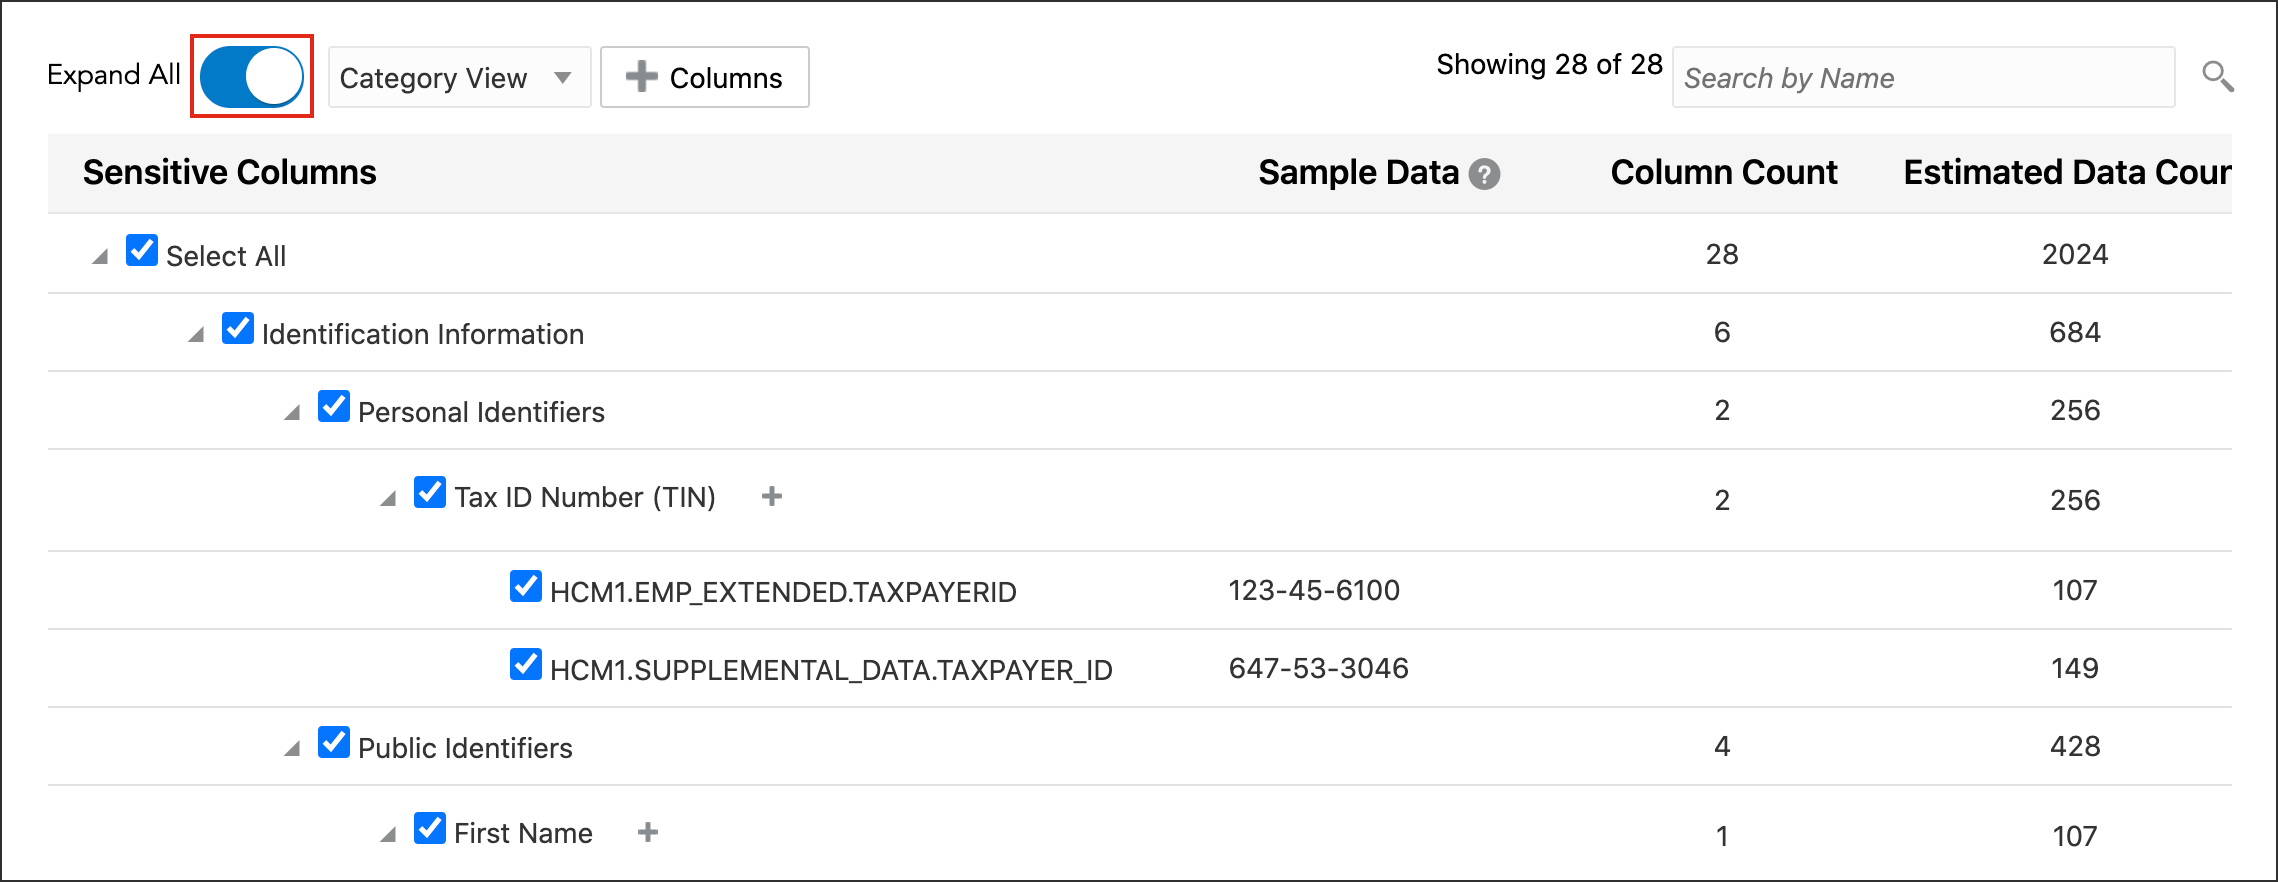 Expand All Category View Columns Showing 28 of 28 Search by Name
Sensitive Columns Sample Data ? Column Count Estimated Data Coun
Select All 28 2024
Identification Information 6 684
Personal Identifiers 2 256
Tax ID Number (TIN) + 2 256
HCM1.EMP_EXTENDED.TAXPAYERID 123-45-6100 107
HCM1.SUPPLEMENTAL_DATA.TAXPAYER_ID 647-53-3046 149
Public Identifiers 4 428
First Name + 1 107